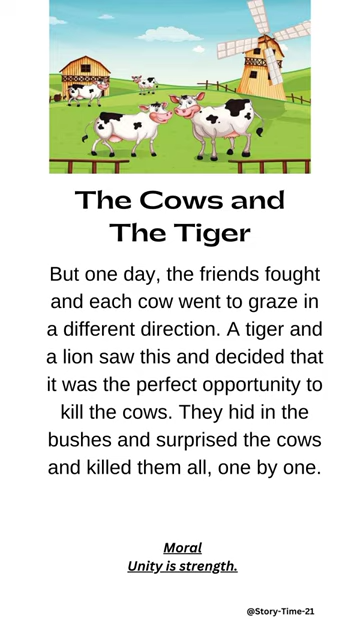 The Cows and
The Tiger
But one day, the friends fought
and each cow went to graze in
a different direction. A tiger and
a lion saw this and decided that
it was the perfect opportunity to
kill the cows. They hid in the
bushes and surprised the cows
and killed them all, one by one.
Moral
Unity is strength.
@Story-Time-21